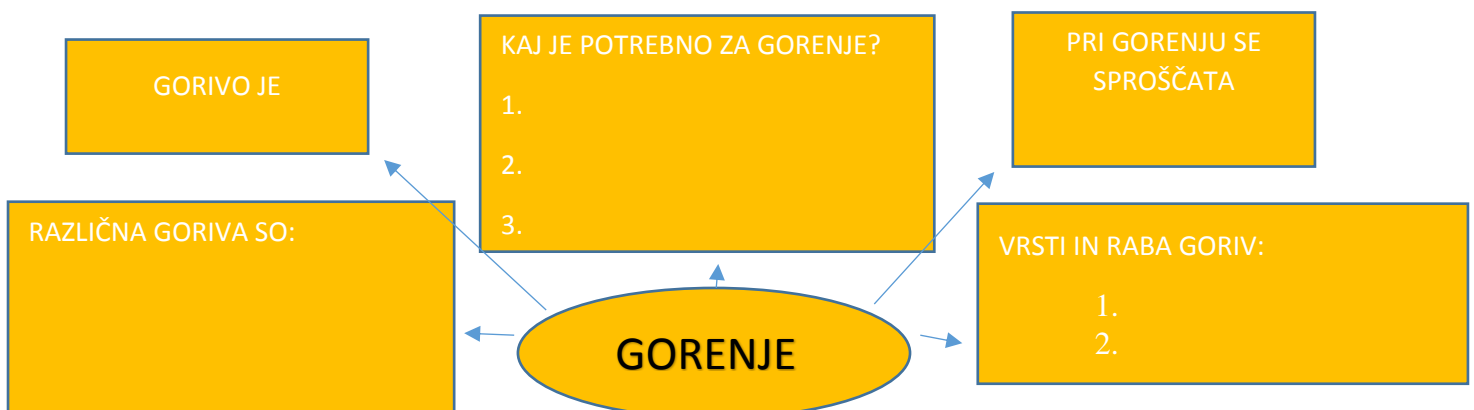 GORIVO JE
KAJ JE POTREBNO ZA GORENJE?
1.
2.
3.
PRI GORENJU SE
SPROŠČATA
RAZLIČNA GORIVA SO:
VRSTI IN RABA GORIV:
1.
2.
GORENJE